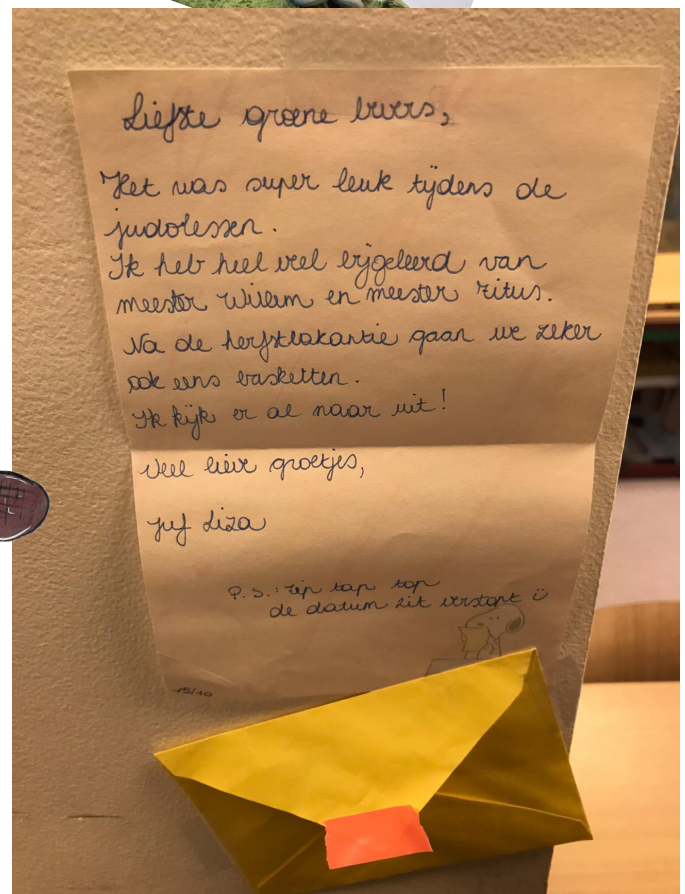 Liefste groene bevers,
Het was super leuk tijdens de
judolessen.
Ik heb heel veel bijgeleerd van
meester Willem en meester Titus.
Na de herfstvakantie gaan we zeker
ook eens basketten.
Ik kijk er al naar uit!
Veel lieve groetjes,
juf Liza
P.S.: tip tap top
de datum zit verstopt ü
15/10